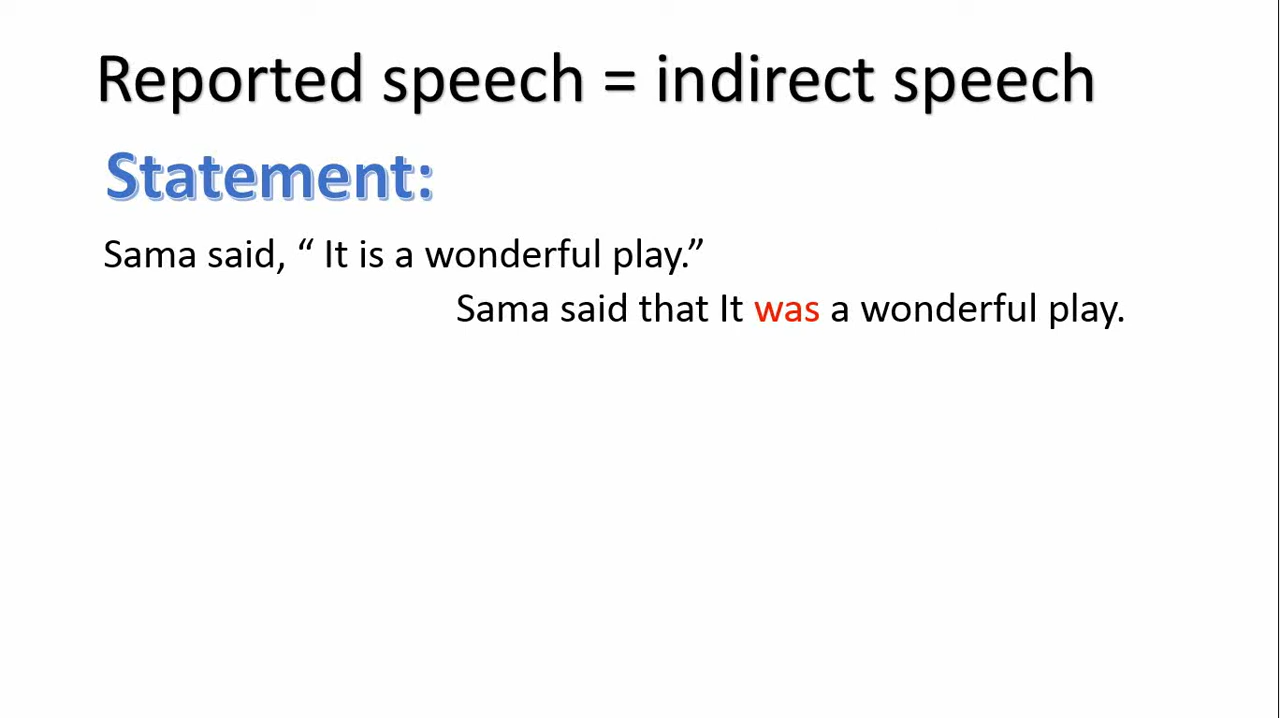 Reported speech = indirect speech
Statement:
Sama said, “ It is a wonderful play.”
Sama said that It was a wonderful play.